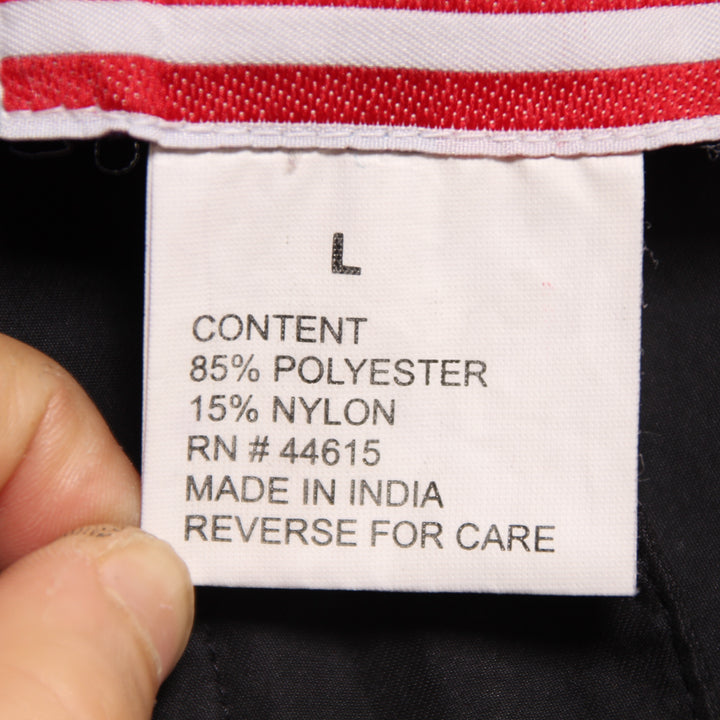 L
CONTENT
85% POLYESTER
15% NYLON
RN # 44615
MADE IN INDIA
REVERSE FOR CARE